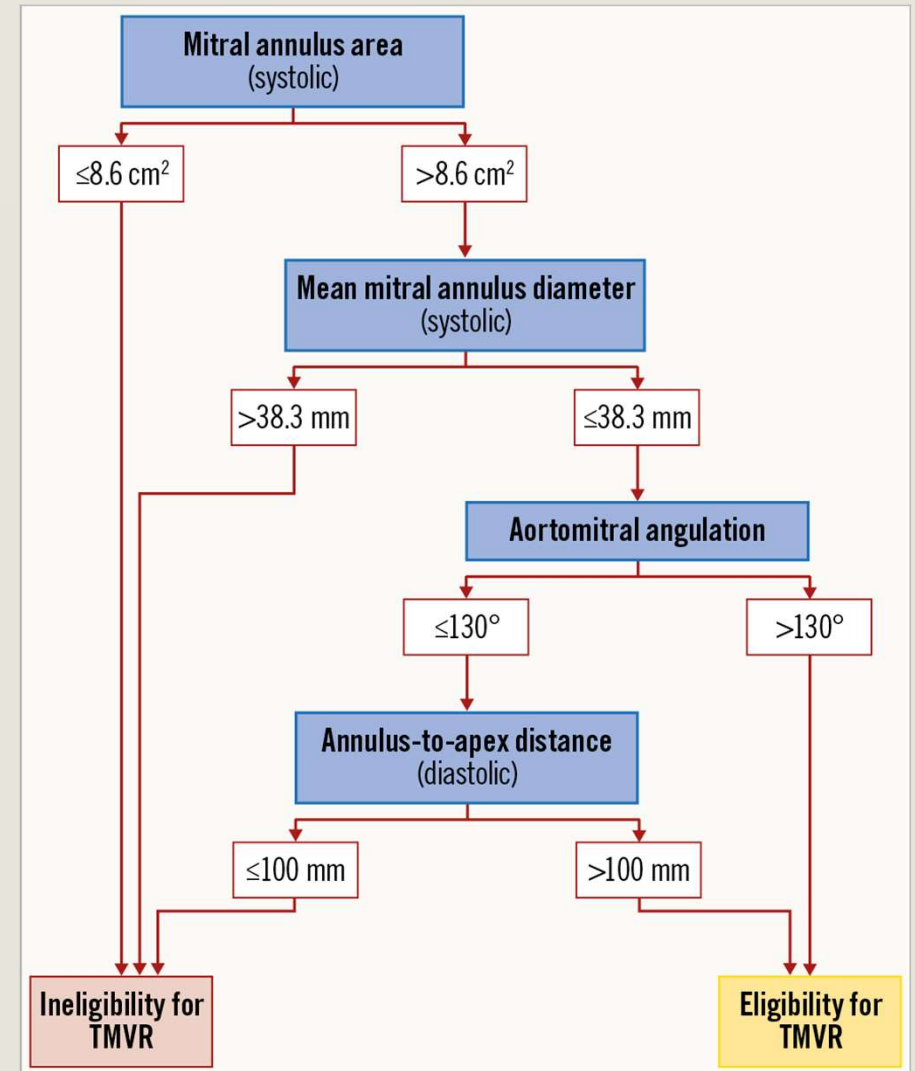 Mitral annulus area
(systolic)
≤8.6 cm²
>8.6 cm²
Mean mitral annulus diameter
(systolic)
>38.3 mm
≤38.3 mm
Aortomitral angulation
≤130°
>130°
Annulus-to-apex distance
(diastolic)
≤100 mm
>100 mm
Ineligibility for
TMVR
Eligibility for
TMVR